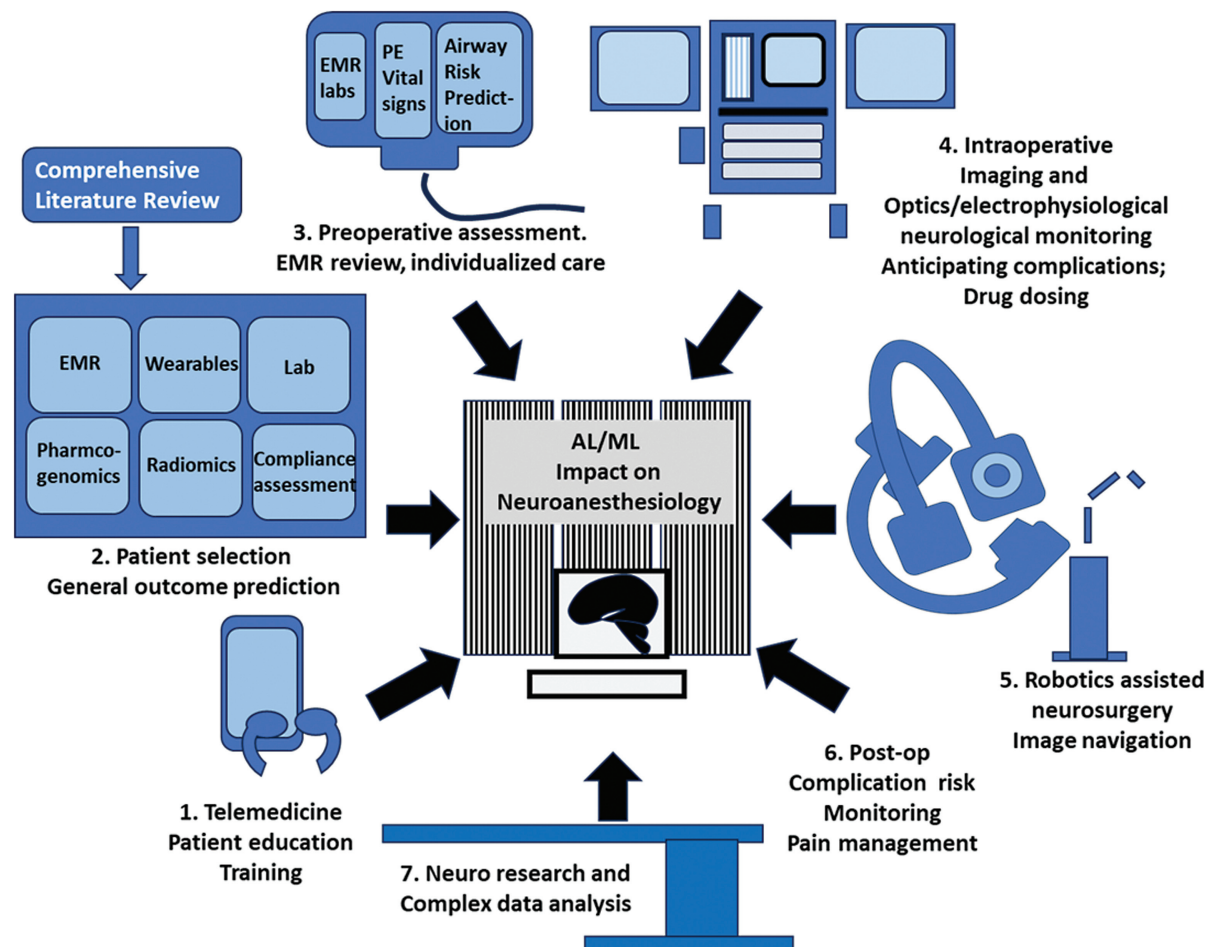 EMR
labs
PE
Vital
signs
Airway
Risk
Predict-
ion
Comprehensive
Literature Review
3. Preoperative assessment.
EMR review, individualized care
4. Intraoperative
Imaging and
Optics/electrophysiological
neurological monitoring
Anticipating complications;
Drug dosing
EMR
Wearables
Lab
Pharmco-
genomics
Radiomics
Compliance
assessment
2. Patient selection
General outcome prediction
AL/ML
Impact on
Neuroanesthesiology
5. Robotics assisted
neurosurgery
Image navigation
1. Telemedicine
Patient education
Training
6. Post-op
Complication risk
Monitoring
Pain management
7. Neuro research and
Complex data analysis